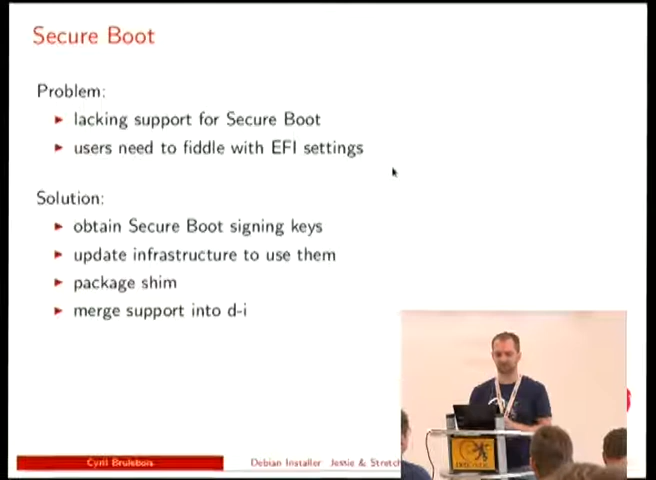 Secure Boot
Problem:
lacking support for Secure Boot
users need to fiddle with EFI settings
Solution:
obtain Secure Boot signing keys
update infrastructure to use them
package shim
merge support into d-i
Cyril Brulebois
Debian Installer Jessie & Stretch